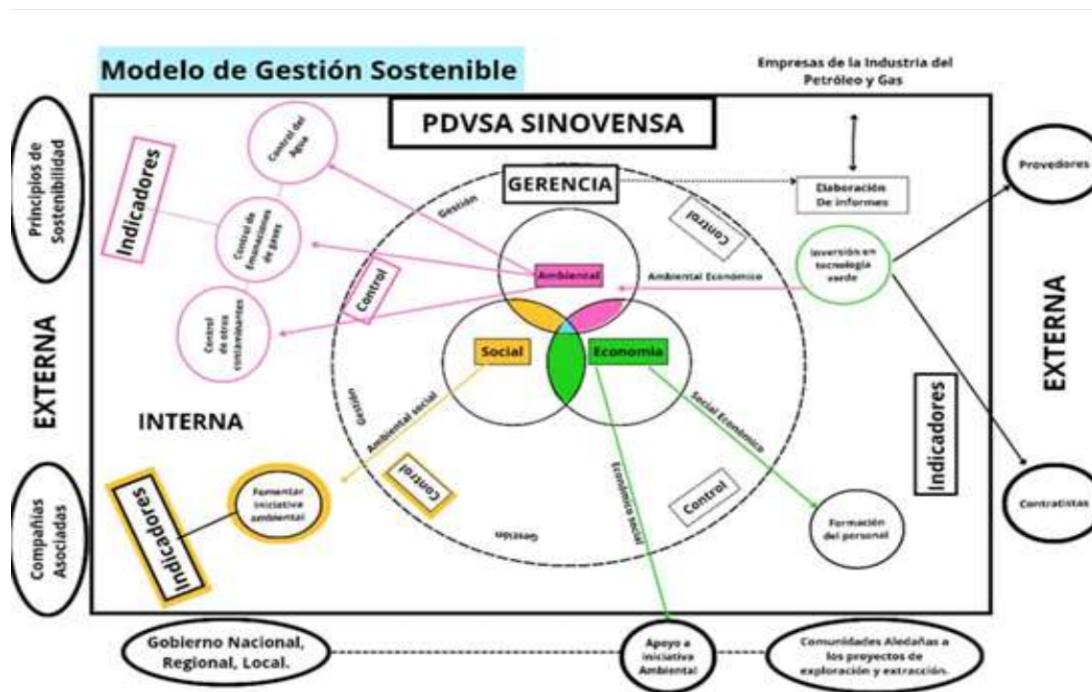 Modelo de Gestión Sostenible
Empresas de la Industria del
Petróleo y Gas
PDVSA SINOVENSA
Principios de
Sostenibilidad
Indicadores
Control del
Agua
Control de
Emanaciones
de gases
Control
de otros
contaminantes
Gestión
GERENCIA
Control
Elaboración
De informes
Provedores
Inversión en
tecnología
verde
Ambiental
Ambiental Económico
Control
Social
Economia
EXTERNA
EXTERNA
INTERNA
Gestión
Ambiental social
Social Económico
Indicadores
Control
Económico social
Control
Gestión
Compañías
Asociadas
Indicadores
Fomentar
iniciativa
ambiental
Formación
del personal
Contratistas
Gobierno Nacional,
Regional, Local.
Apoyo a
iniciativa
Ambiental
Comunidades Aledañas a
los proyectos de
exploración y extracción.